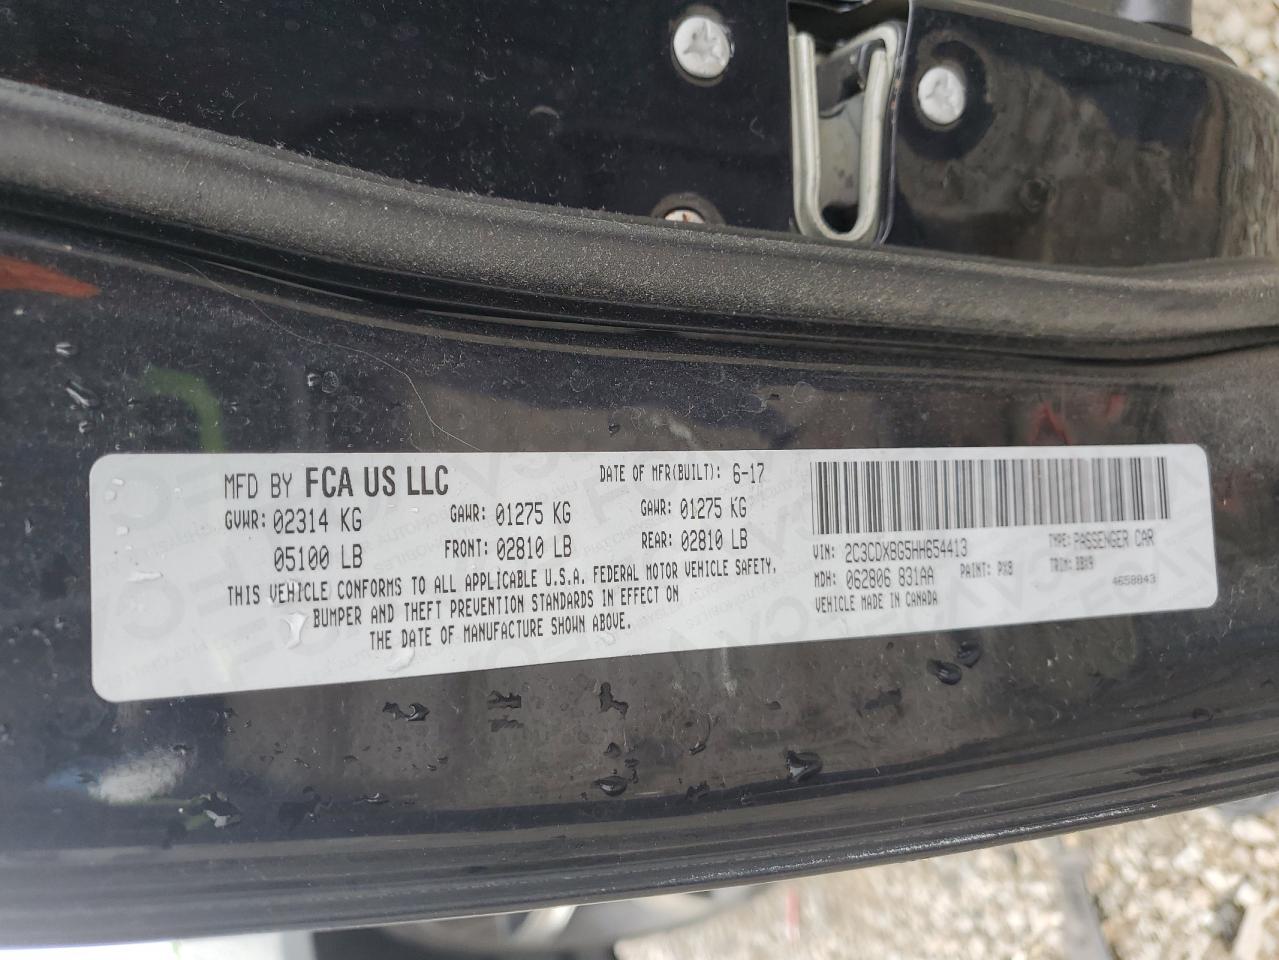 MFD BY FCA US LLC DATE OF MFR(BUILT): 6-17
GVWR: 02314 KG GAWR: 01275 KG GAWR: 01275 KG
05100 LB FRONT: 02810 LB REAR: 02810 LB
THIS VEHICLE CONFORMS TO ALL APPLICABLE U.S.A. FEDERAL MOTOR VEHICLE SAFETY,
BUMPER AND THEFT PREVENTION STANDARDS IN EFFECT ON
THE DATE OF MANUFACTURE SHOWN ABOVE.
VIN: 2C3CDXBG5HH654413 TYPE: PASSENGER CAR
MDH: 062806 831AA PAINT: PX8 TRIM:
VEHICLE MADE IN CANADA 4658843